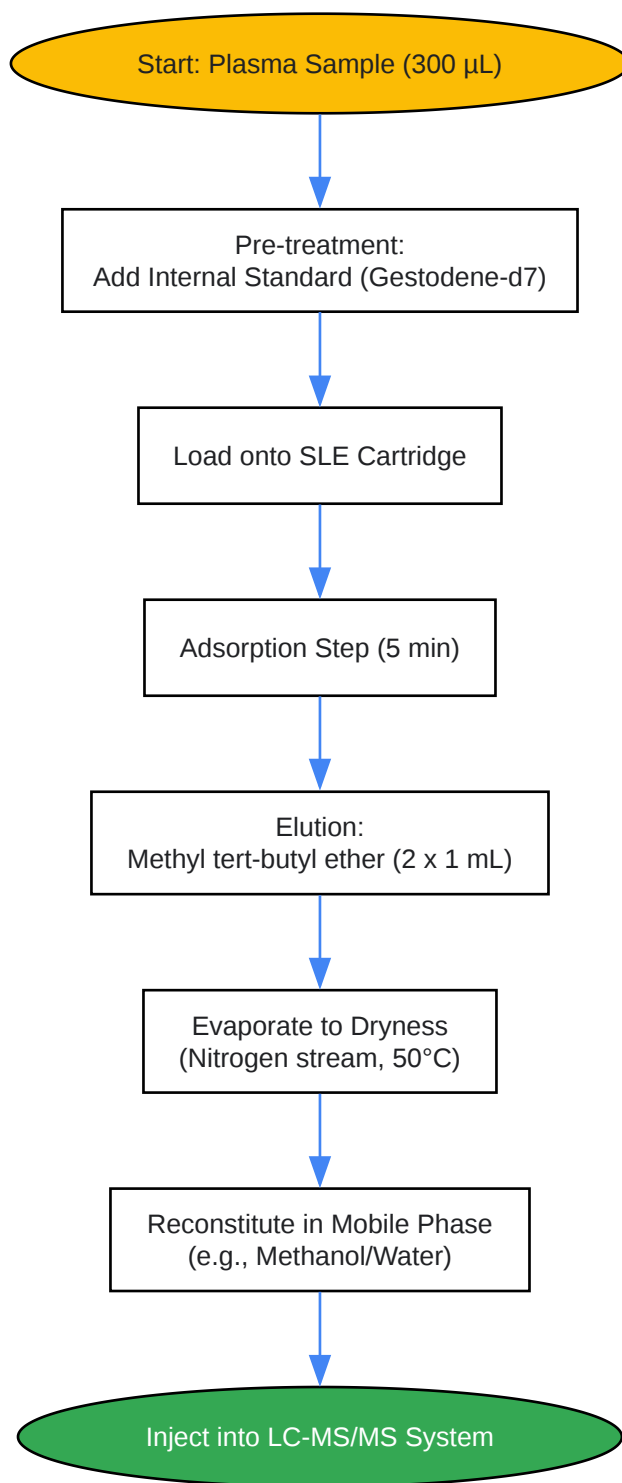 Start: Plasma Sample (300 µL)
Pre-treatment:
Add Internal Standard (Gestodene-d7)
Load onto SLE Cartridge
Adsorption Step (5 min)
Elution:
Methyl tert-butyl ether (2 x 1 mL)
Evaporate to Dryness
(Nitrogen stream, 50°C)
Reconstitute in Mobile Phase
(e.g., Methanol/Water)
Inject into LC-MS/MS System